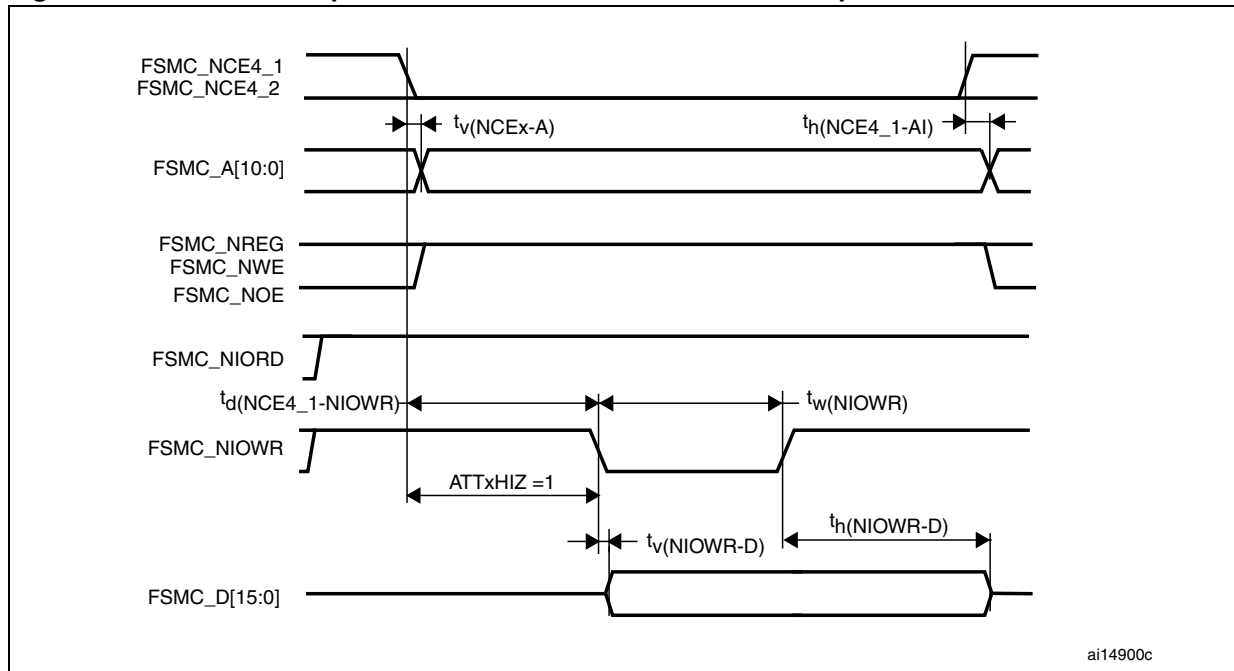 FSMC_NCE4_1
FSMC_NCE4_2
tv(NCEx-A)
th(NCE4_1-AI)
FSMC_A[10:0]
FSMC_NREG
FSMC_NWE
FSMC_NOE
FSMC_NIORD
td(NCE4_1-NIOWR)
tw(NIOWR)
FSMC_NIOWR
ATTxHIZ =1
th(NIOWR-D)
tv(NIOWR-D)
FSMC_D[15:0]
ai14900c